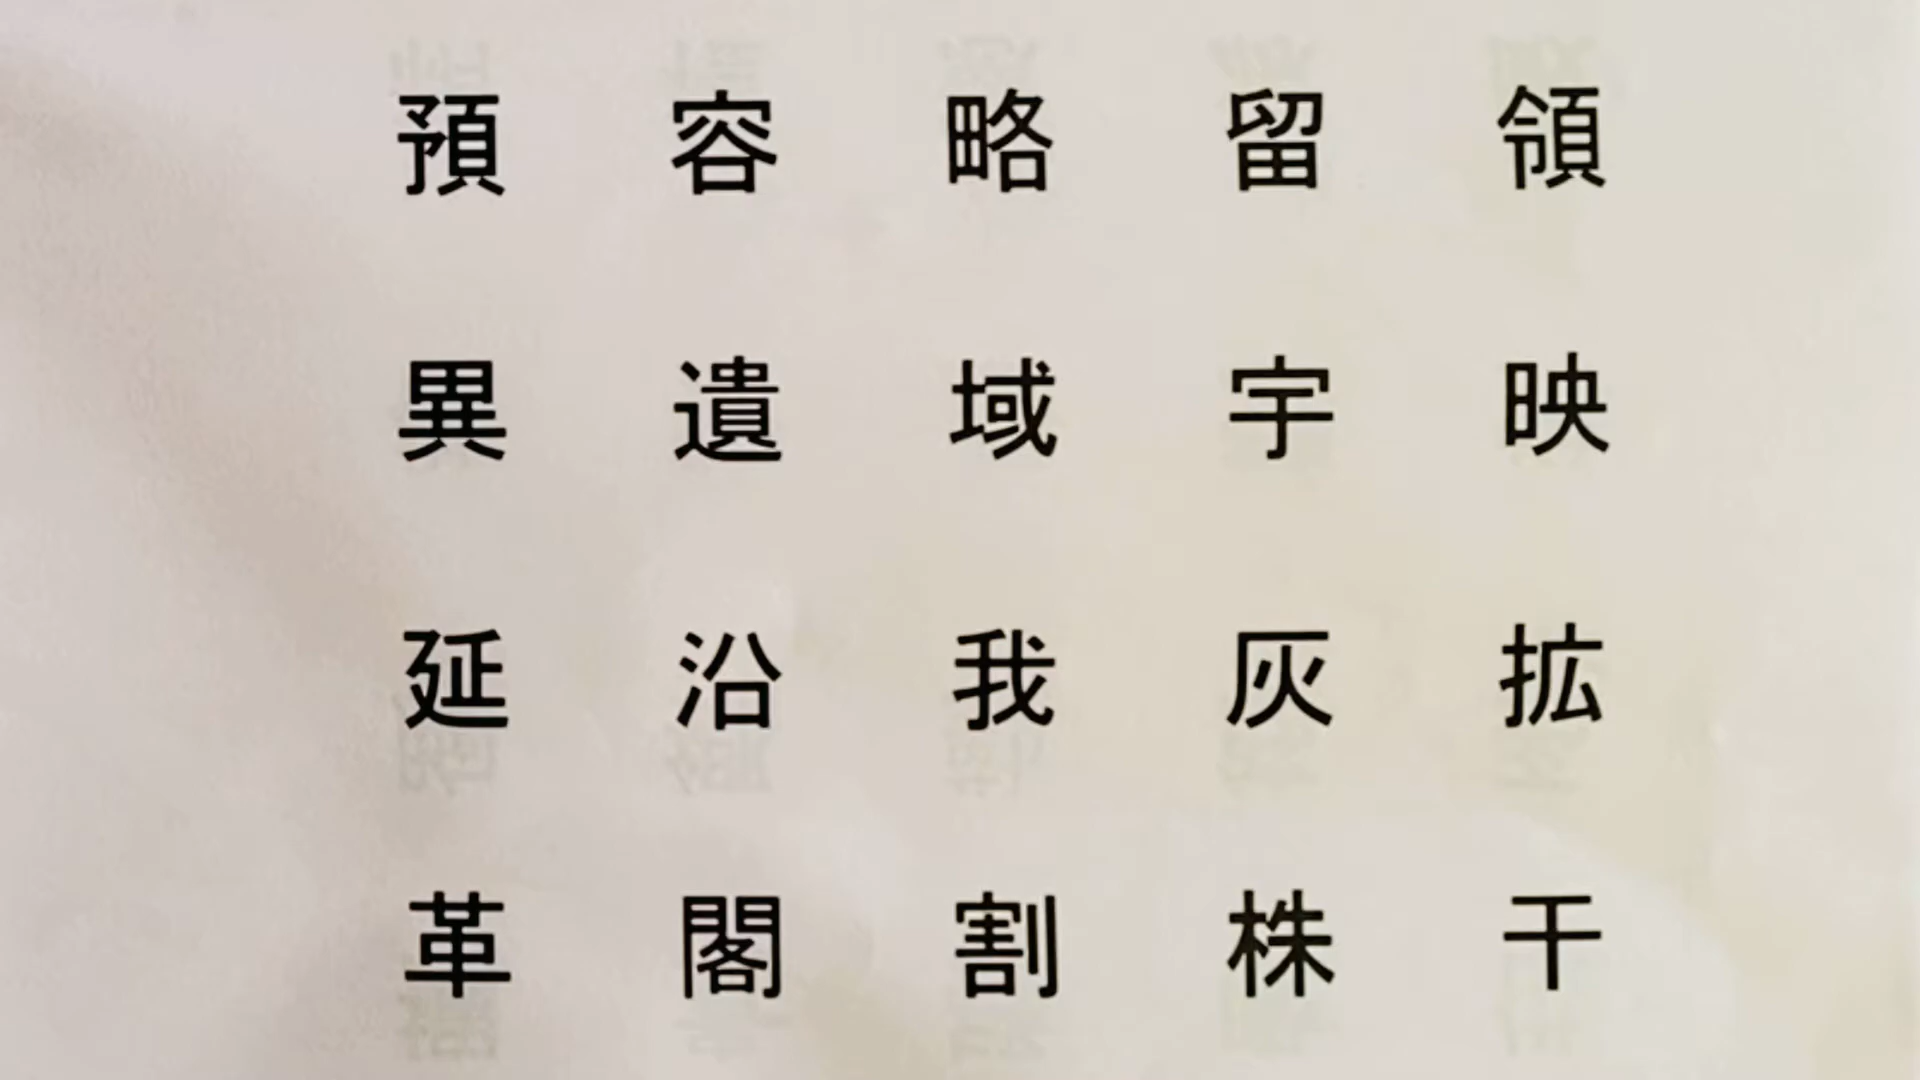 預 容 略 留 領
異 遺 域 宇 映
延 沿 我 灰 拡
革 閣 割 株 干